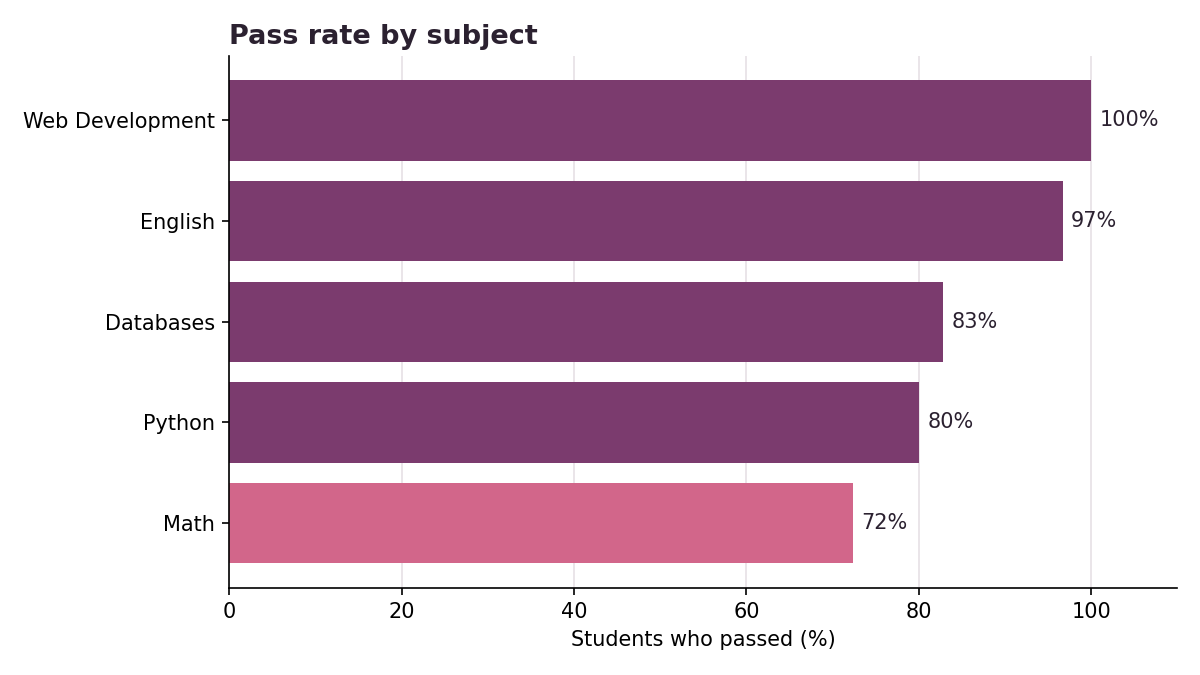 Pass rate by subject
Web Development 100%
English 97%
Databases 83%
Python 80%
Math 72%
0 20 40 60 80 100
Students who passed (%)